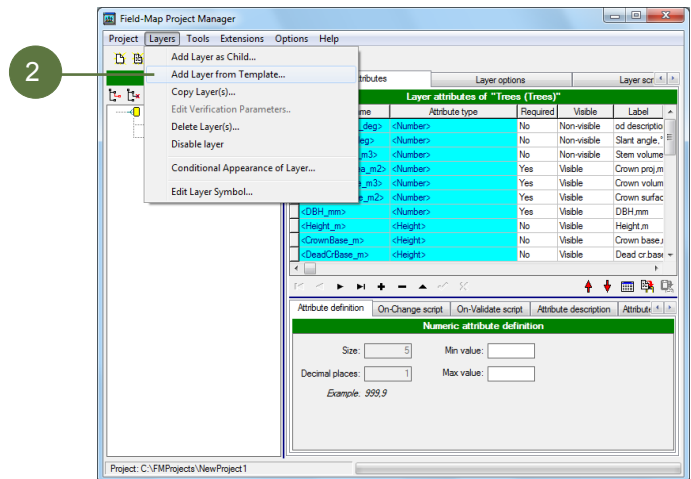 Field-Map Project Manager
Project Layers Tools Extensions Options Help
2
Add Layer as Child...
Add Layer from Template...
Copy Layer(s)...
Edit Verification Parameters..
Delete Layer(s)...
Disable layer
Conditional Appearance of Layer...
Edit Layer Symbol...
Layer options
Layer scr
Layer attributes of "Trees (Trees)"
Attribute type Required Visible Label
_deg> <Number> No Non-visible od descriptio
<Number> No Non-visible Slant angle,°
_m3> <Number> No Non-visible Stem volume
<Number> Yes Visible Crown proj,m
_m3> <Number> Yes Visible Crown volum
_m2> <Number> Yes Visible Crown surfac
<DBH_mm> <Number> Yes Visible DBH,mm
<Height_m> <Height> No Visible Height,m
<CrownBase_m> <Height> No Visible Crown base,
<DeadCrBase_m> <Height> No Visible Dead cr.base
Attribute definition On-Change script On-Validate script Attribute description Attribute
Numeric attribute definition
Size: 5 Min value:
Decimal places: 1 Max value:
Example. 999,9
Project: C:\FMProjects\NewProject1